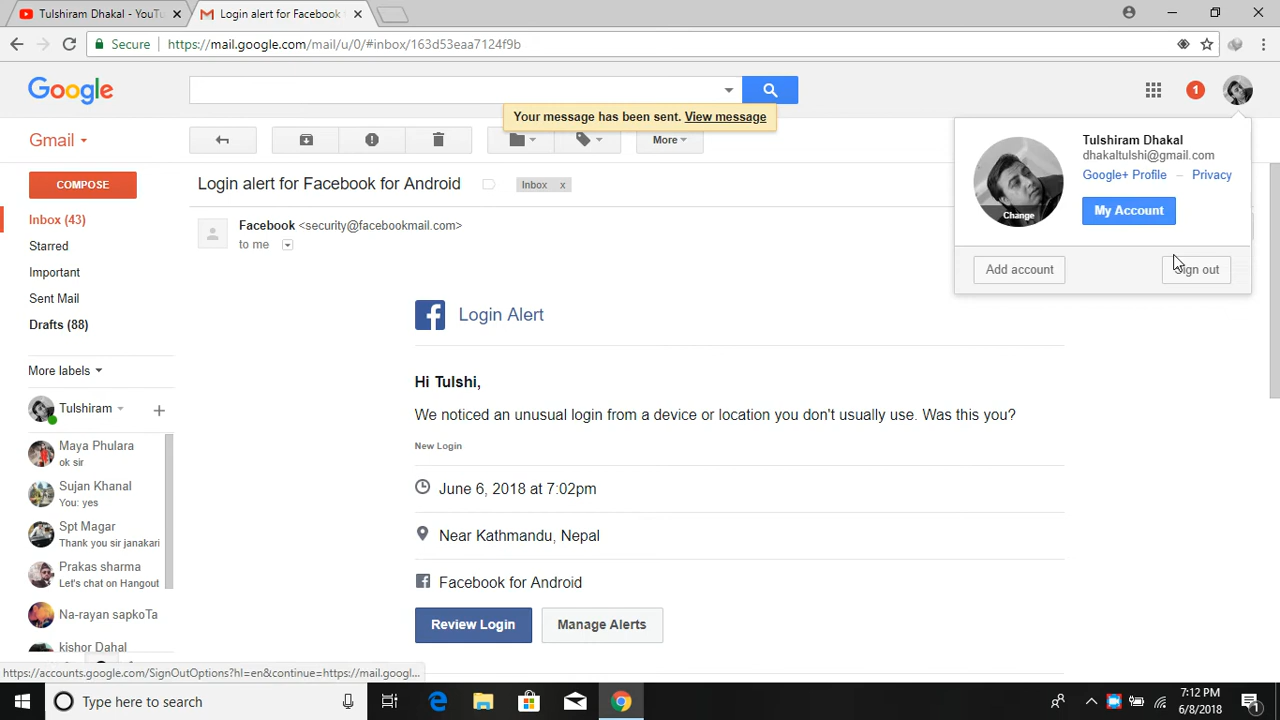 Tulshiram Dhakal - YouTu
Login alert for Facebook
Secure
https://mail.google.com/mail/u/0/#inbox/163d53eaa7124f9b
Google
1
Your message has been sent. View message
Gmail
More
COMPOSE
Inbox (43)
Starred
Important
Sent Mail
Drafts (88)
More labels
Tulshiram
Maya Phulara
ok sir
Sujan Khanal
You: yes
Spt Magar
Thank you sir janakari
Prakas sharma
Let's chat on Hangout
Na-rayan sapkoTa
kishor Dahal
Login alert for Facebook for Android
Inbox x
Facebook <security@facebookmail.com>
to me
Login Alert
Hi Tulshi,
We noticed an unusual login from a device or location you don't usually use. Was this you?
New Login
June 6, 2018 at 7:02pm
Near Kathmandu, Nepal
Facebook for Android
Review Login
Manage Alerts
Tulshiram Dhakal
dhakaltulshi@gmail.com
Google+ Profile – Privacy
Change
My Account
Add account
Sign out
https://accounts.google.com/SignOutOptions?hl=en&continue=https://mail.googl...
Type here to search
7:12 PM
6/8/2018
1